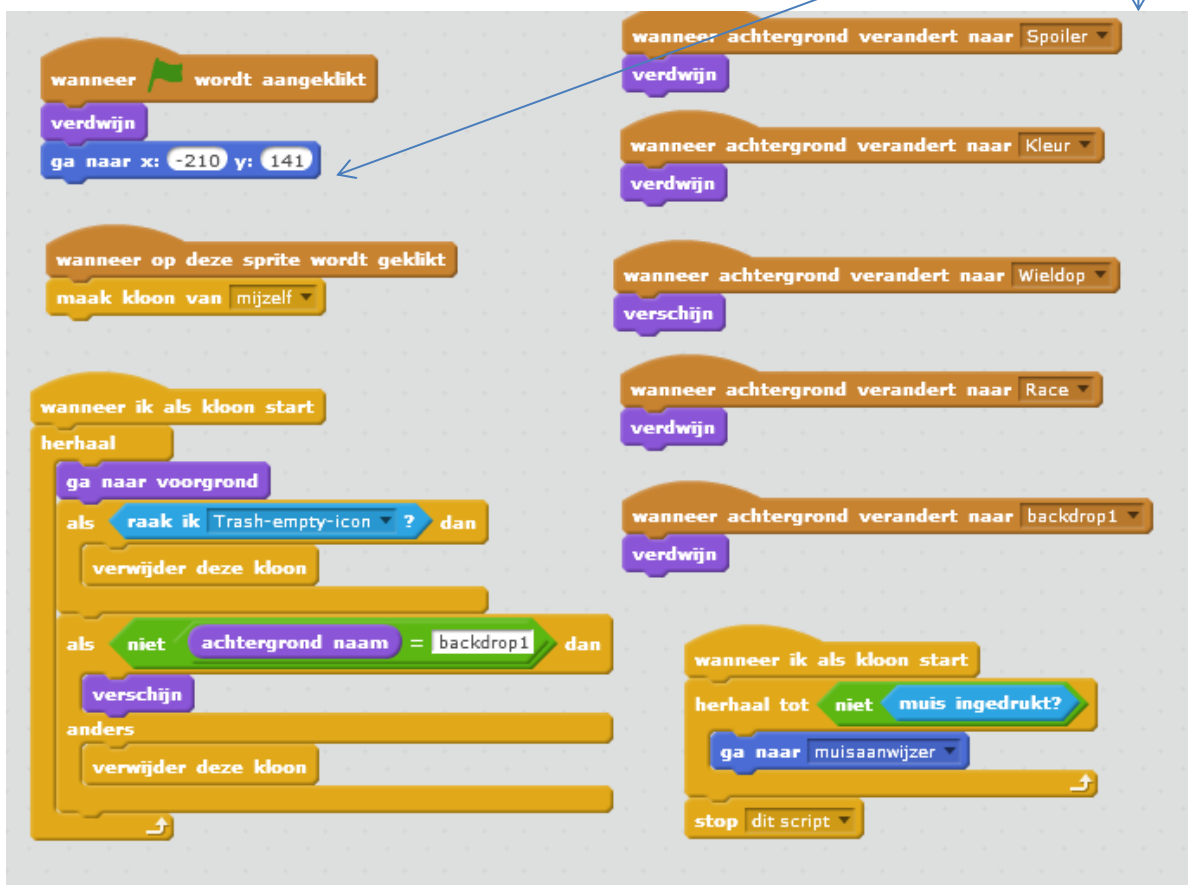 wanneer wordt aangeklikt
verdwijn
ga naar x: -210 y: 141
wanneer op deze sprite wordt geklikt
maak kloon van mijzelf
wanneer ik als kloon start
herhaal
ga naar voorgrond
als raak ik Trash-empty-icon ? dan
verwijder deze kloon
als niet achtergrond naam = backdrop1 dan
verschijn
anders
verwijder deze kloon
wanneer achtergrond verandert naar Spoiler
verdwijn
wanneer achtergrond verandert naar Kleur
verdwijn
wanneer achtergrond verandert naar Wieldop
verschijn
wanneer achtergrond verandert naar Race
verdwijn
wanneer achtergrond verandert naar backdrop1
verdwijn
wanneer ik als kloon start
herhaal tot niet muis ingedrukt?
ga naar muisaanwijzer
stop dit script